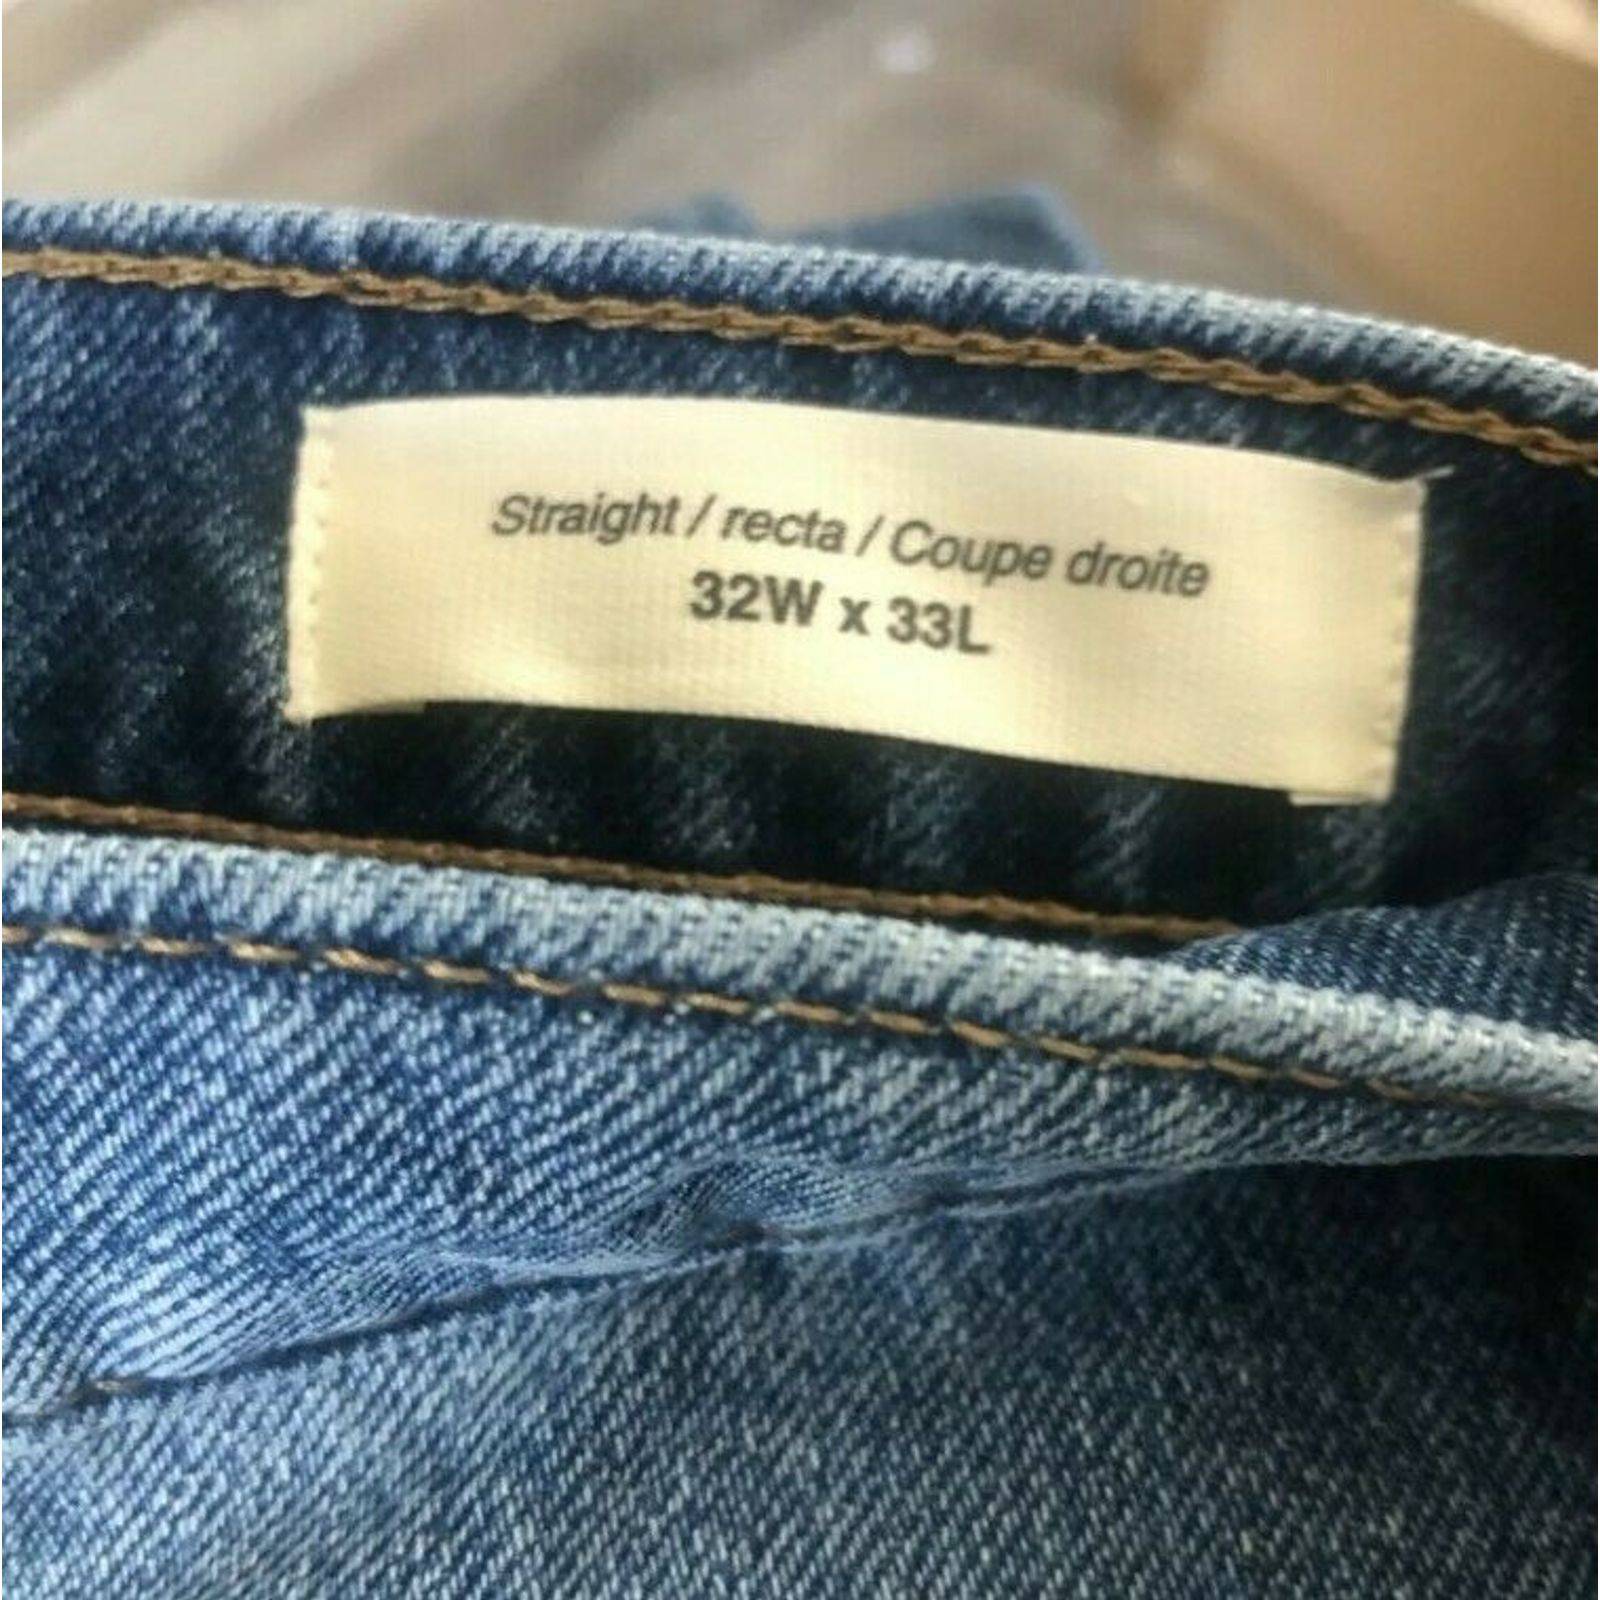 Straight / recta / Coupe droite
32W x 33L